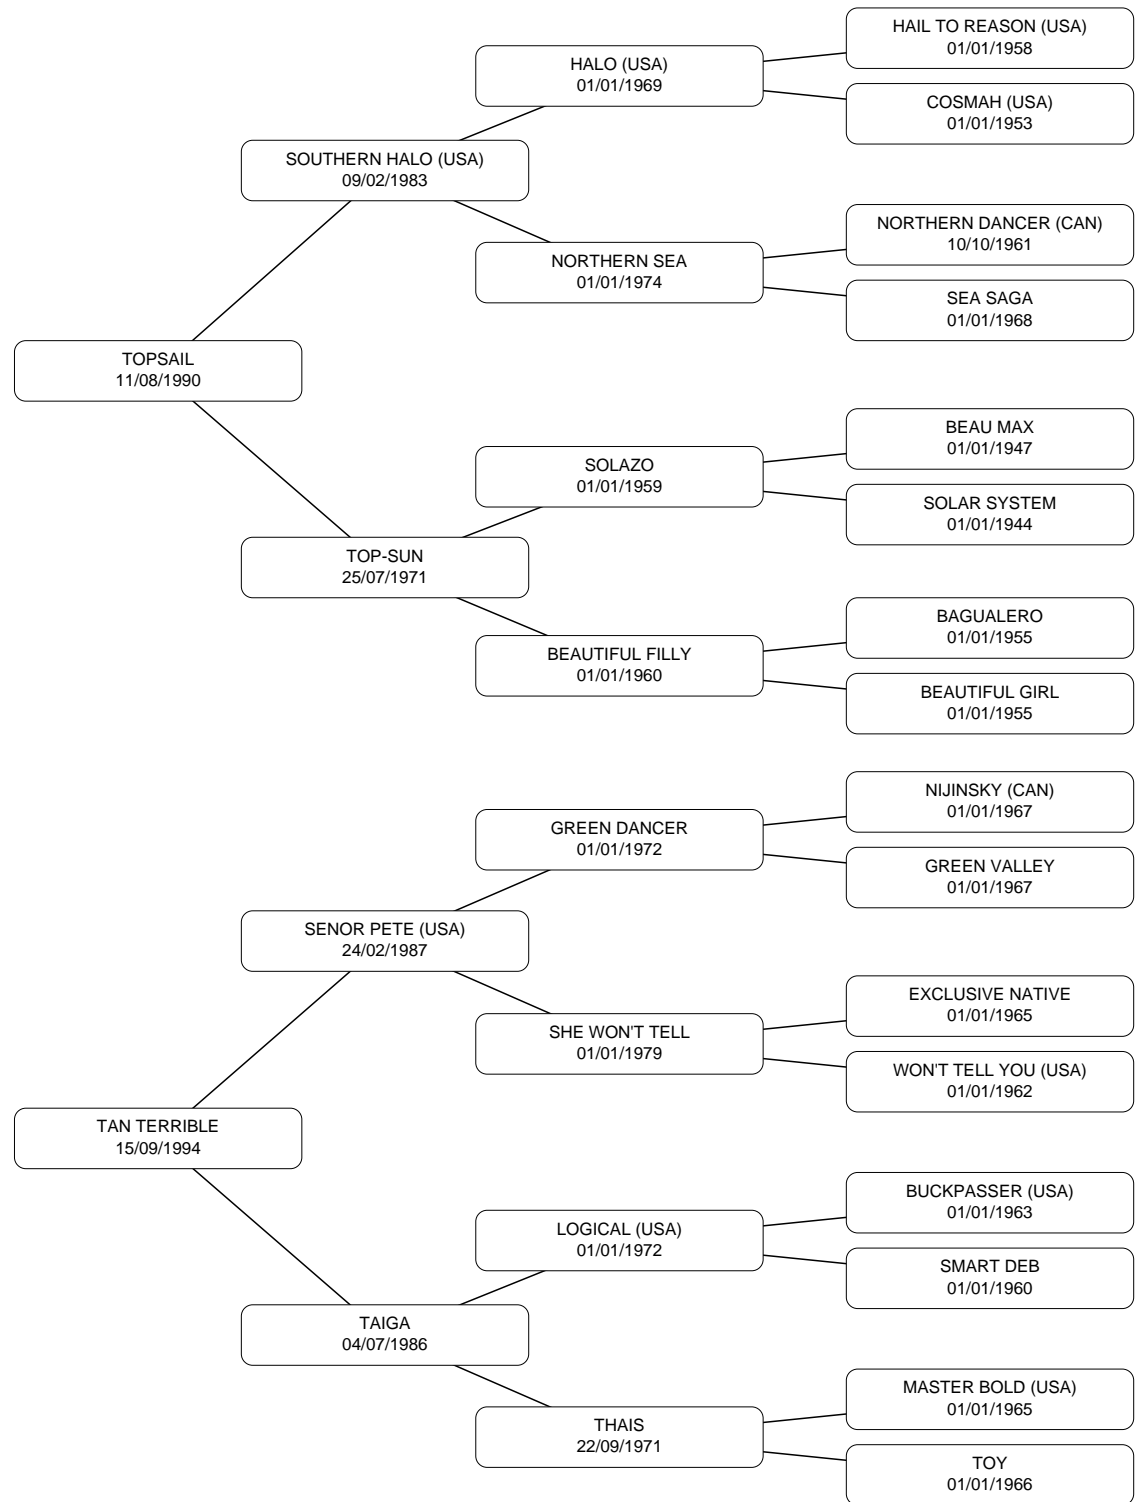 HAIL TO REASON (USA)
01/01/1958
HALO (USA)
01/01/1969
COSMAH (USA)
01/01/1953
SOUTHERN HALO (USA)
09/02/1983
NORTHERN DANCER (CAN)
10/10/1961
NORTHERN SEA
01/01/1974
SEA SAGA
01/01/1968
TOPSAIL
11/08/1990
BEAU MAX
01/01/1947
SOLAZO
01/01/1959
SOLAR SYSTEM
01/01/1944
TOP-SUN
25/07/1971
BAGUALERO
01/01/1955
BEAUTIFUL FILLY
01/01/1960
BEAUTIFUL GIRL
01/01/1955
NIJINSKY (CAN)
01/01/1967
GREEN DANCER
01/01/1972
GREEN VALLEY
01/01/1967
SENOR PETE (USA)
24/02/1987
EXCLUSIVE NATIVE
01/01/1965
SHE WON'T TELL
01/01/1979
WON'T TELL YOU (USA)
01/01/1962
TAN TERRIBLE
15/09/1994
BUCKPASSER (USA)
01/01/1963
LOGICAL (USA)
01/01/1972
SMART DEB
01/01/1960
TAIGA
04/07/1986
MASTER BOLD (USA)
01/01/1965
THAIS
22/09/1971
TOY
01/01/1966